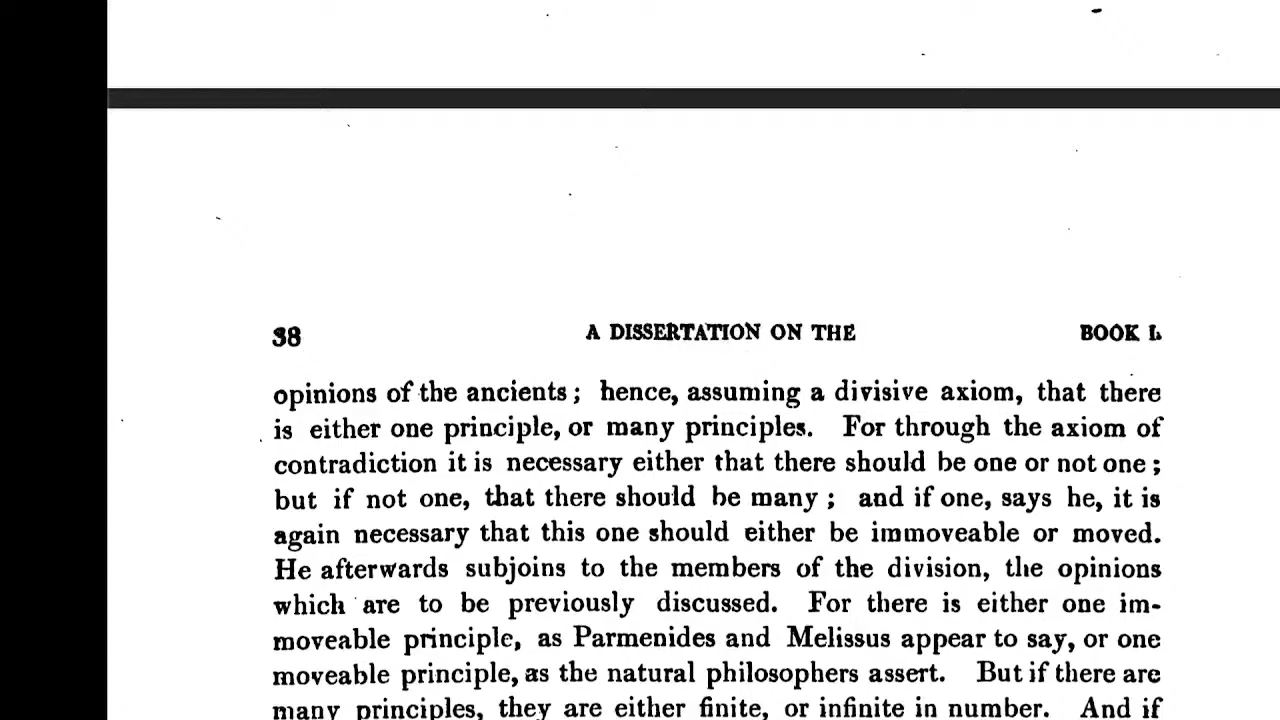 38 A DISSERTATION ON THE BOOK I.
opinions of the ancients; hence, assuming a divisive axiom, that there
is either one principle, or many principles. For through the axiom of
contradiction it is necessary either that there should be one or not one;
but if not one, that there should be many; and if one, says he, it is
again necessary that this one should either be immoveable or moved.
He afterwards subjoins to the members of the division, the opinions
which are to be previously discussed. For there is either one im-
moveable principle, as Parmenides and Melissus appear to say, or one
moveable principle, as the natural philosophers assert. But if there are
many principles, they are either finite, or infinite in number. And if